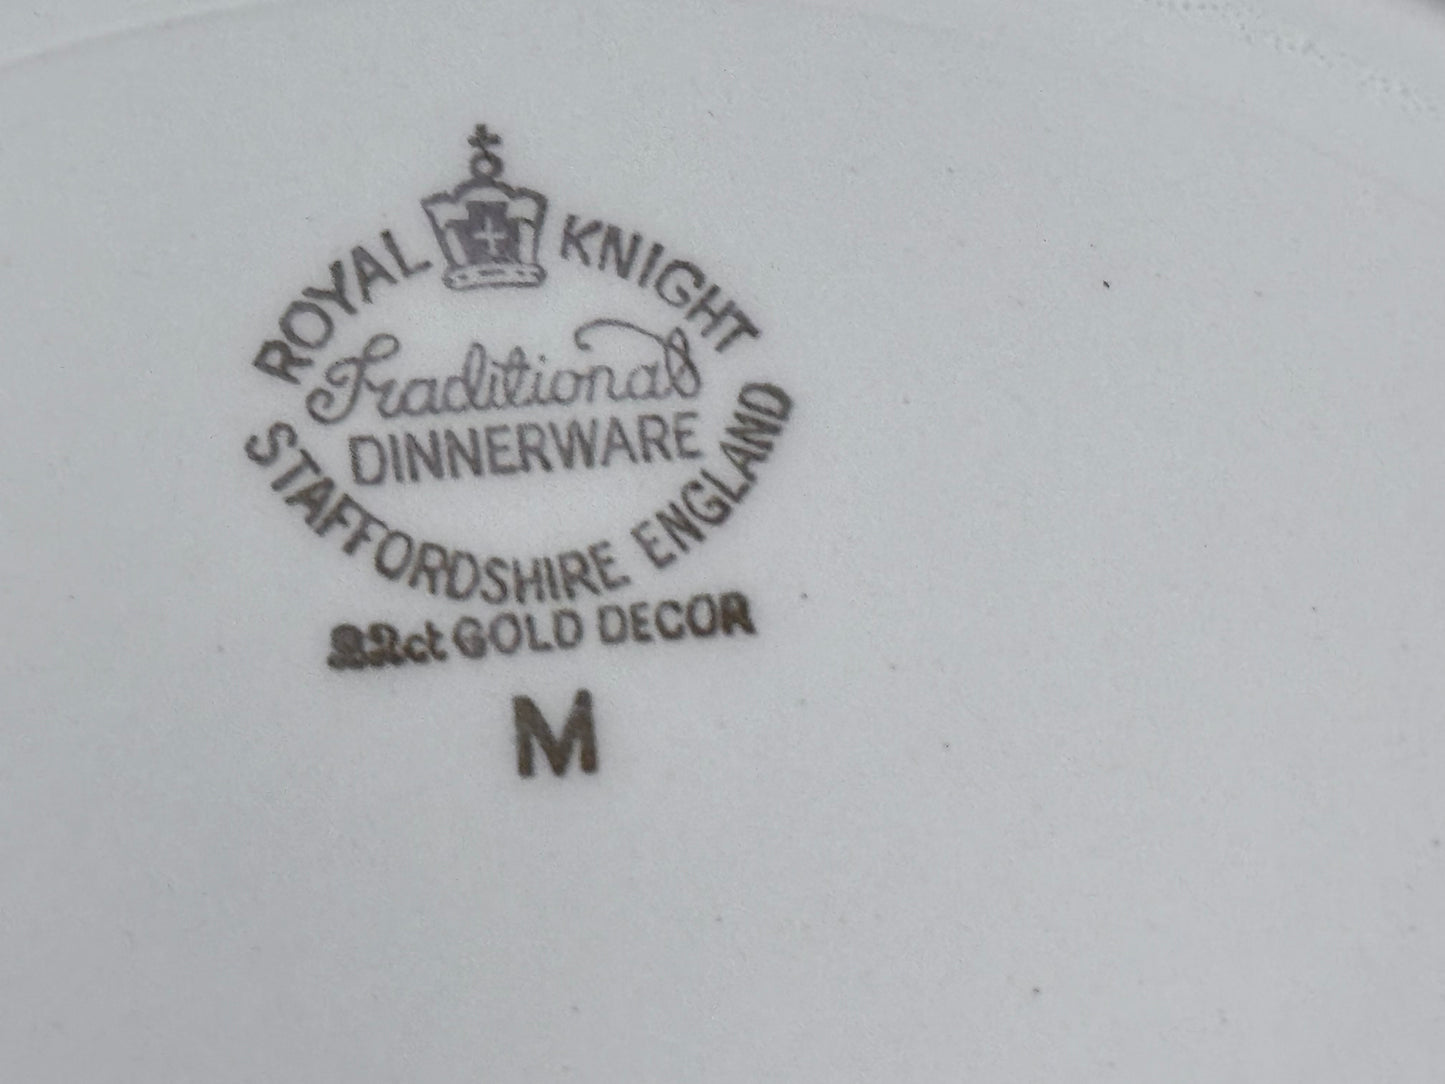 ROYAL KNIGHT
Traditional
DINNERWARE
STAFFORDSHIRE ENGLAND
22ct GOLD DECOR
M